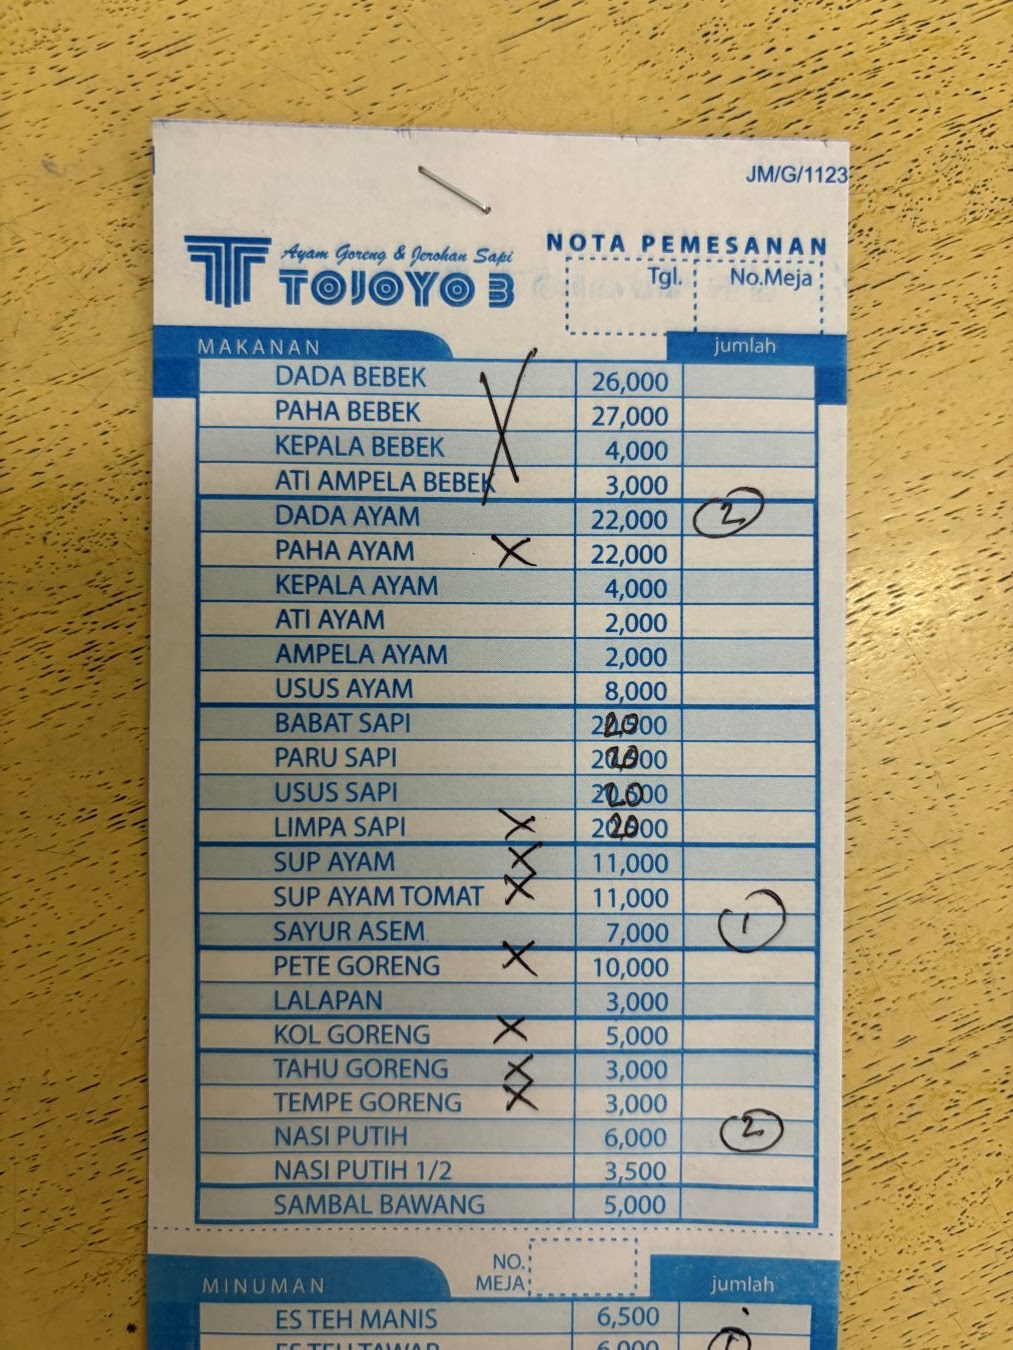 JM/G/1123
Ayam Goreng & Jerohan Sapi
TOJOYO 3
NOTA PEMESANAN
Tgl. No.Meja
MAKANAN jumlah
DADA BEBEK 26,000
PAHA BEBEK 27,000
KEPALA BEBEK 4,000
ATI AMPELA BEBEK 3,000
DADA AYAM 22,000 2
PAHA AYAM X 22,000
KEPALA AYAM 4,000
ATI AYAM 2,000
AMPELA AYAM 2,000
USUS AYAM 8,000
BABAT SAPI 20
PARU SAPI 20
USUS SAPI 20
LIMPA SAPI X 20
SUP AYAM X 11,000
SUP AYAM TOMAT X 11,000
SAYUR ASEM 7,000 1
PETE GORENG X 10,000
LALAPAN 3,000
KOL GORENG X 5,000
TAHU GORENG X 3,000
TEMPE GORENG X 3,000
NASI PUTIH 6,000 2
NASI PUTIH 1/2 3,500
SAMBAL BAWANG 5,000
NO. MEJA
MINUMAN jumlah
ES TEH MANIS 6,500